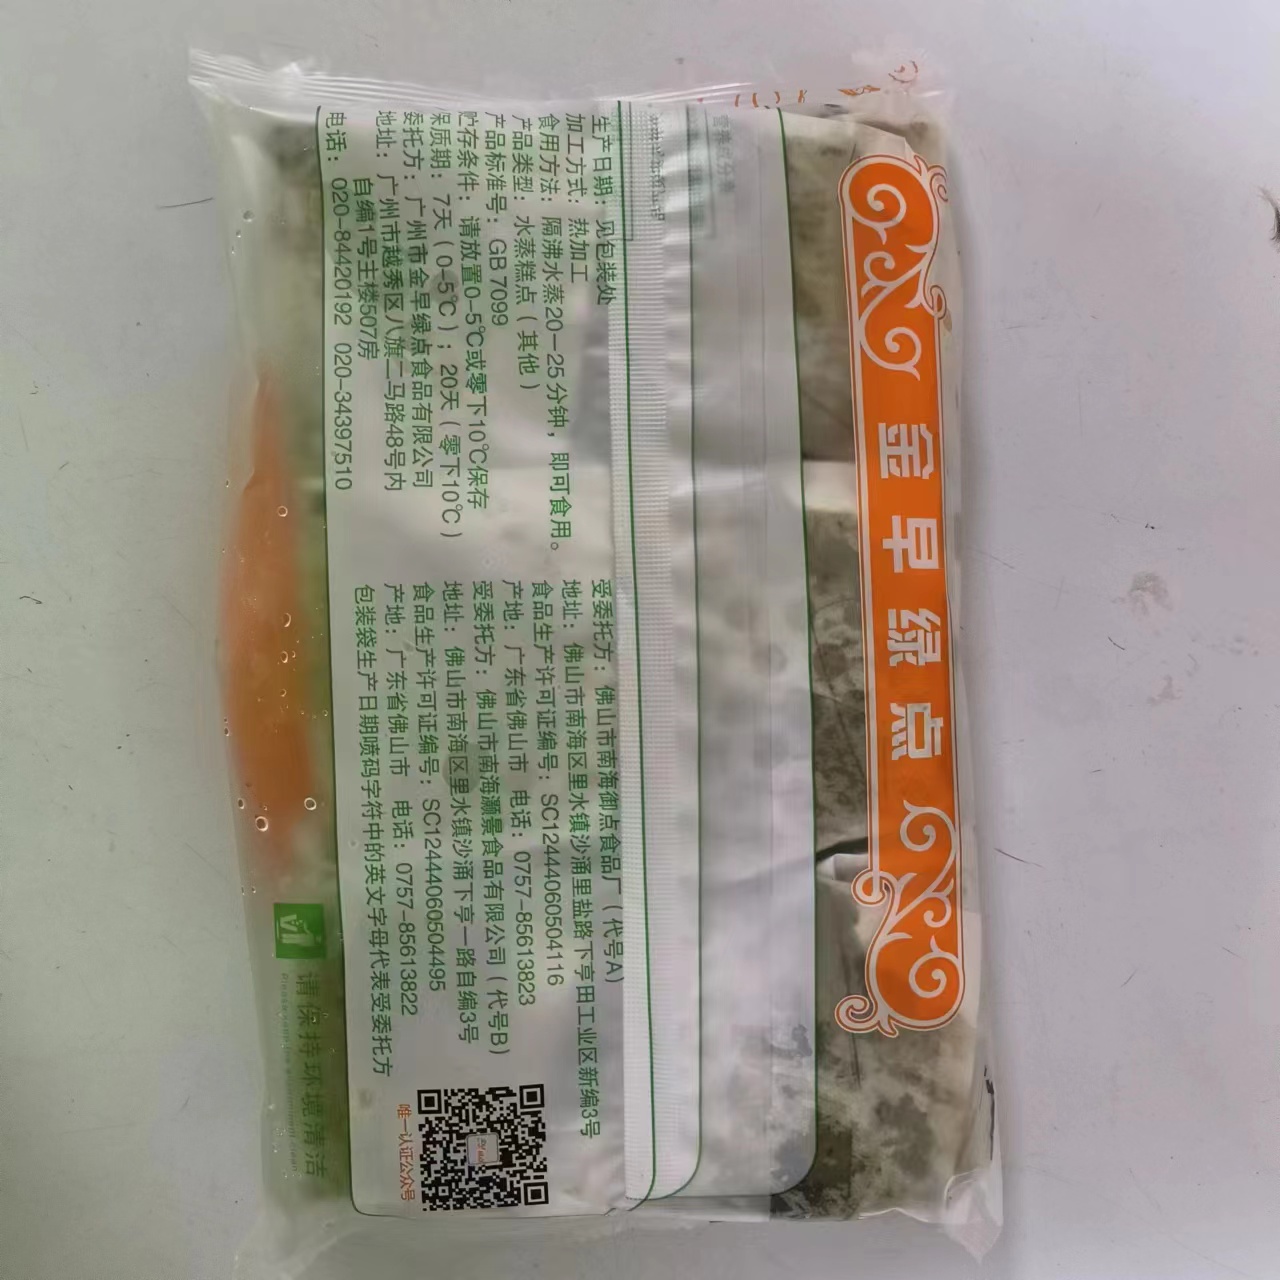 金早绿点
生产日期：见包装处
加工方式：热加工
食用方法：隔沸水蒸20-25分钟，即可食用。
产品类型：水蒸糕点（其他）
产品标准号：GB 7099
贮存条件：请放置0-5℃或零下10℃保存
保质期：7天（0-5℃）；20天（零下10℃）
委托方：广州市金早绿点食品有限公司
地址：广州市越秀区八旗二马路48号内
自编1号主楼507房
电话：020-84420192 020-34397510
受委托方：佛山市南海御点食品厂（代号A）
地址：佛山市南海区里水镇沙涌里盐路下亨田工业区新编3号
食品生产许可证编号：SC12444060504116
产地：广东省佛山市 电话：0757-85613823
受委托方：佛山市南海灏景食品有限公司（代号B）
地址：佛山市南海区里水镇沙涌下亨一路自编3号
食品生产许可证编号：SC12444060504495
产地：广东省佛山市 电话：0757-85613822
包装袋生产日期喷码字符中的英文字母代表受委托方
唯一认证公众号
请保持环境清洁